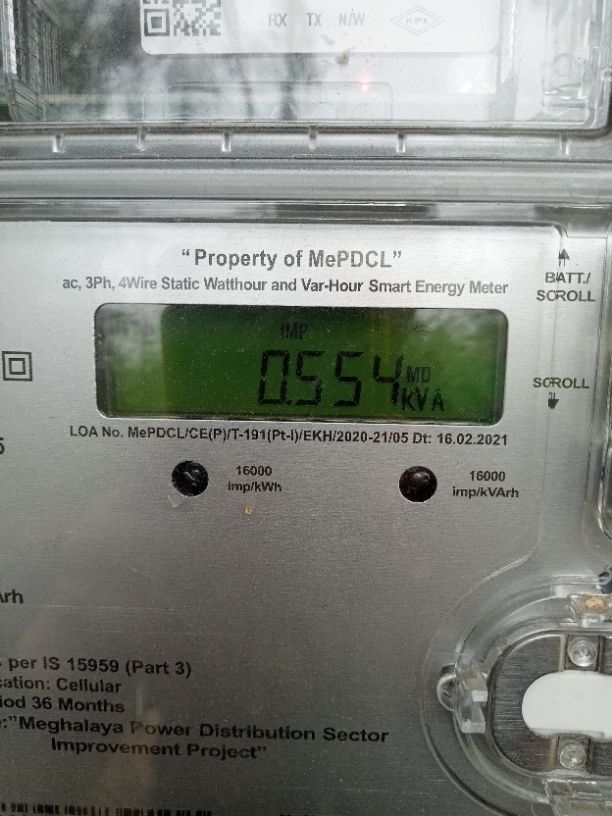 RX TX N/W HPL
"Property of MePDCL"
ac, 3Ph, 4Wire Static Watthour and Var-Hour Smart Energy Meter
BATT./
SCROLL
IMP
0.554 MD
kVA
SCROLL
LOA No. MePDCL/CE(P)/T-191(Pt-I)/EKH/2020-21/05 Dt: 16.02.2021
5
16000
imp/kWh
16000
imp/kVArh
per IS 15959 (Part 3)
Cellular
36 Months
"Meghalaya Power Distribution Sector
Improvement Project"